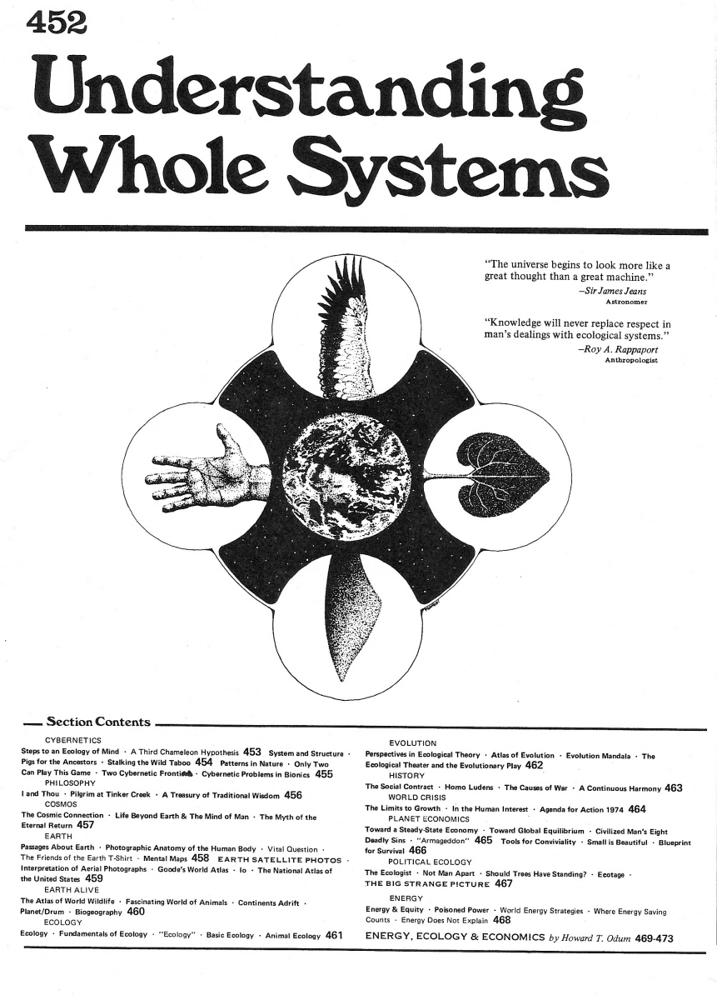 452
Understanding
Whole Systems
“The universe begins to look more like a
great thought than a great machine.”
–Sir James Jeans
Astronomer
“Knowledge will never replace respect in
man’s dealings with ecological systems.”
–Roy A. Rappaport
Anthropologist
Section Contents
CYBERNETICS
Steps to an Ecology of Mind · A Third Chameleon Hypothesis 453 System and Structure ·
Pigs for the Ancestors · Stalking the Wild Taboo 454 Patterns in Nature · Only Two
Can Play This Game · Two Cybernetic · Cybernetic Problems in Bionics 455
PHILOSOPHY
I and Thou · Pilgrim at Tinker Creek · A Treasury of Traditional Wisdom 456
COSMOS
The Cosmic Connection · Life Beyond Earth & The Mind of Man · The Myth of the
Eternal Return 457
EARTH
Passages About Earth · Photographic Anatomy of the Human Body · Vital Question ·
The Friends of the Earth T-Shirt · Mental Maps 458 EARTH SATELLITE PHOTOS ·
Interpretation of Aerial Photographs · Goode’s World Atlas · Io · The National Atlas of
the United States 459
EARTH ALIVE
The Atlas of World Wildlife · Fascinating World of Animals · Continents Adrift ·
Planet/Drum · Biogeography 460
ECOLOGY
Ecology · Fundamentals of Ecology · “Ecology” · Basic Ecology · Animal Ecology 461
EVOLUTION
Perspectives in Ecological Theory · Atlas of Evolution · Evolution Mandala · The
Ecological Theater and the Evolutionary Play 462
HISTORY
The Social Contract · Homo Ludens · The Causes of War · A Continuous Harmony 463
WORLD CRISIS
The Limits to Growth · In the Human Interest · Agenda for Action 1974 464
PLANET ECONOMICS
Toward a Steady-State Economy · Toward Global Equilibrium · Civilized Man’s Eight
Deadly Sins · “Armageddon” 465 Tools for Conviviality · Small is Beautiful · Blueprint
for Survival 466
POLITICAL ECOLOGY
The Ecologist · Not Man Apart · Should Trees Have Standing? · Ecotage ·
THE BIG STRANGE PICTURE 467
ENERGY
Energy & Equity · Poisoned Power · World Energy Strategies · Where Energy Saving
Counts · Energy Does Not Explain 468
ENERGY, ECOLOGY & ECONOMICS by Howard T. Odum 469-473